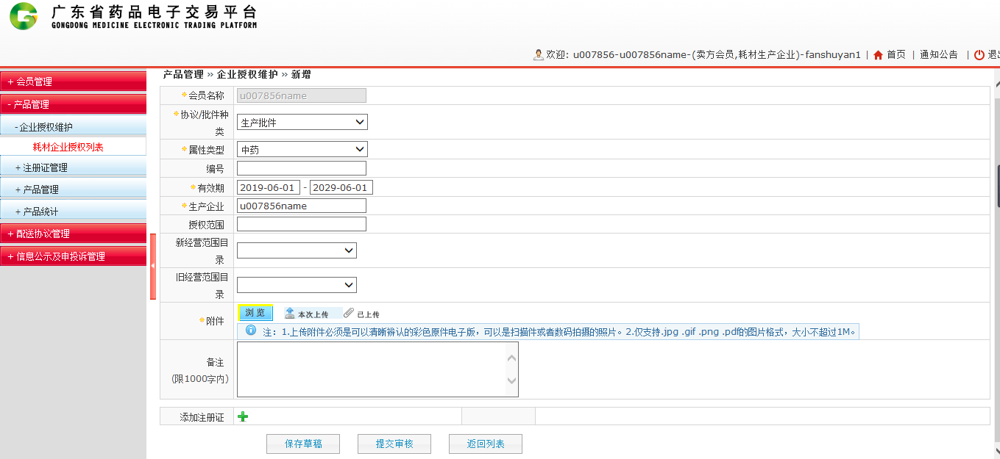 广东省药品电子交易平台
GONGDONG MEDICINE ELECTRONIC TRADING PLATFORM
欢迎: u007856-u007856name-(卖方会员,耗材生产企业)-fanshuyan1 | 首页 | 通知公告 | 退出
+ 会员管理
- 产品管理
- 企业授权维护
耗材企业授权列表
+ 注册证管理
+ 产品管理
+ 产品统计
+ 配送协议管理
+ 信息公示及申投诉管理
产品管理 » 企业授权维护 » 新增
*会员名称 u007856name
*协议/批件种
类
生产批件
*属性类型 中药
编号
*有效期 2019-06-01 - 2029-06-01
*生产企业 u007856name
授权范围
新经营范围目
录
旧经营范围目
录
*附件 浏览 本次上传 已上传
注：1.上传附件必须是可以清晰辨认的彩色原件电子版，可以是扫描件或者数码拍摄的照片。2.仅支持.jpg .gif .png .pdf的图片格式，大小不超过1M。
备注
(限1000字内)
添加注册证
保存草稿 提交审核 返回列表